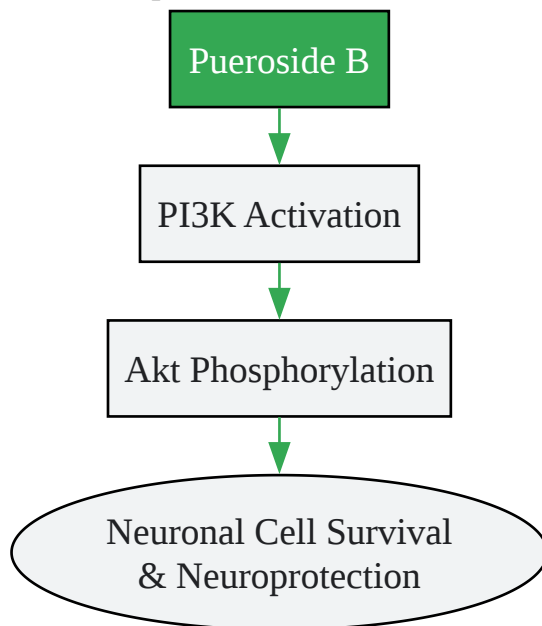 Pueroside B
PI3K Activation
Akt Phosphorylation
Neuronal Cell Survival
& Neuroprotection